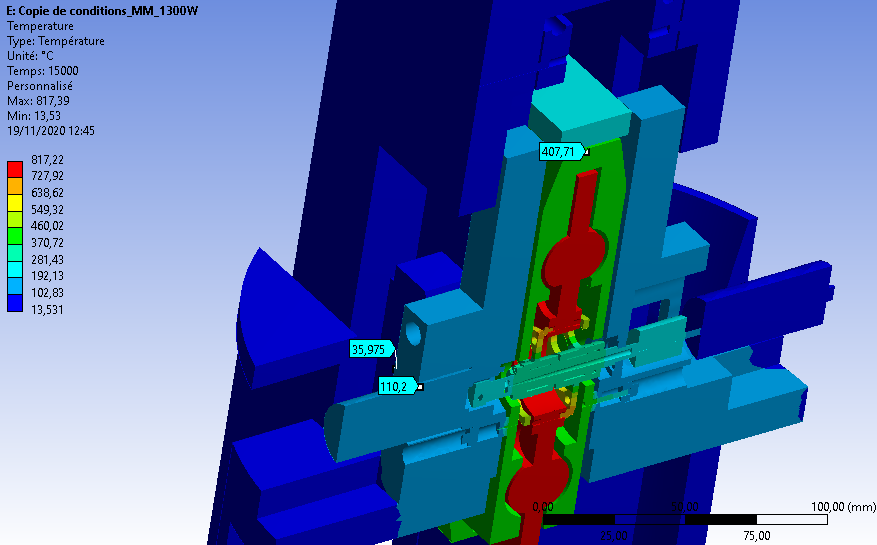 E: Copie de conditions_MM_1300W
Temperature
Type: Température
Unité: °C
Temps: 15000
Personnalisé
Max: 817,39
Min: 13,53
19/11/2020 12:45
817,22
727,92
638,62
549,32
460,02
370,72
281,43
192,13
102,83
13,531
407,71
35,975
110,2
0,00 50,00 100,00 (mm)
25,00 75,00